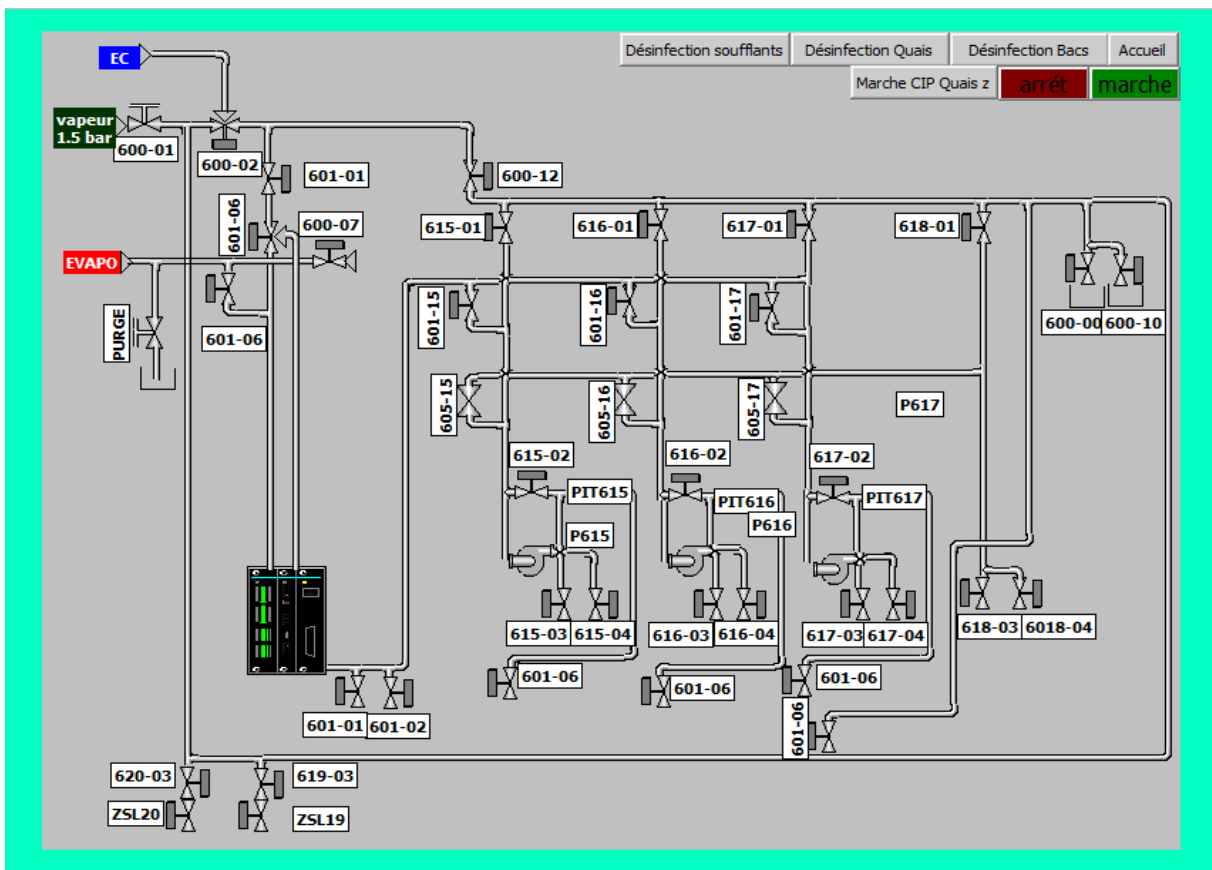 EC
Désinfection soufflants
Désinfection Quais
Désinfection Bacs
Accueil
Marche CIP Quais z
arrét
marche
vapeur
1.5 bar
600-01
600-02
601-01
600-12
601-06
600-07
615-01
616-01
617-01
618-01
EVAPO
PURGE
601-06
601-15
601-16
601-17
600-00
600-10
605-15
605-16
605-17
P617
615-02
616-02
617-02
PIT615
PIT616
PIT617
P615
P616
615-03
615-04
616-03
616-04
617-03
617-04
618-03
6018-04
601-06
601-06
601-06
601-06
601-01
601-02
620-03
619-03
ZSL20
ZSL19